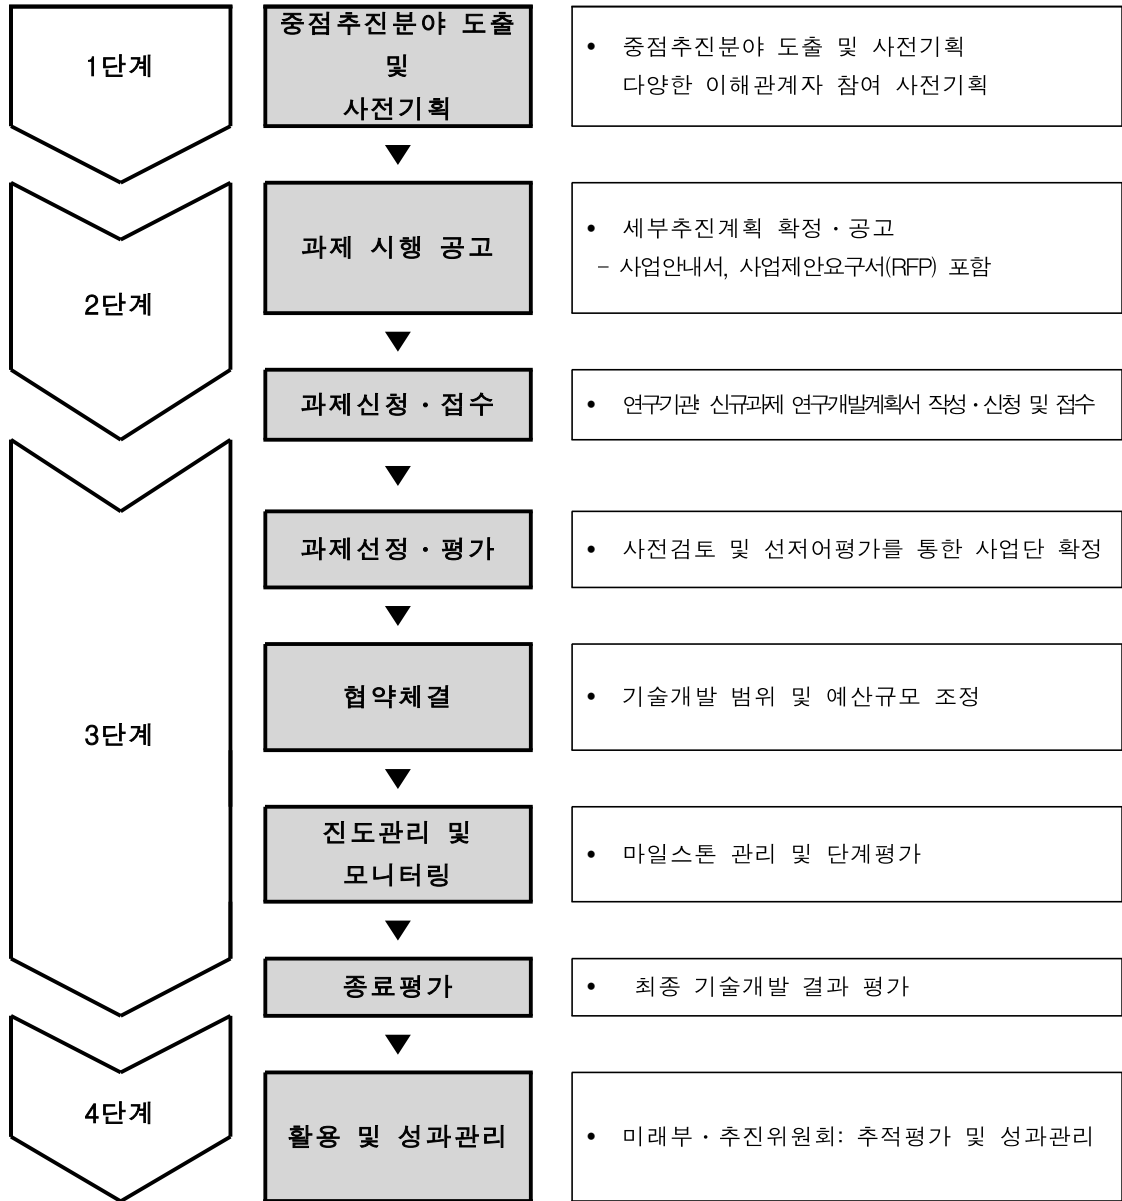 1단계
중점추진분야 도출
및
사전기획
• 중점추진분야 도출 및 사전기획
다양한 이해관계자 참여 사전기획
2단계
과제 시행 공고
• 세부추진계획 확정·공고
- 사업안내서, 사업제안요구서(RFP) 포함
과제신청·접수
• 연구기관: 신규과제 연구개발계획서 작성·신청 및 접수
3단계
과제선정·평가
• 사전검토 및 선저어평가를 통한 사업단 확정
협약체결
• 기술개발 범위 및 예산규모 조정
진도관리 및
모니터링
• 마일스톤 관리 및 단계평가
종료평가
• 최종 기술개발 결과 평가
4단계
활용 및 성과관리
• 미래부·추진위원회: 추적평가 및 성과관리